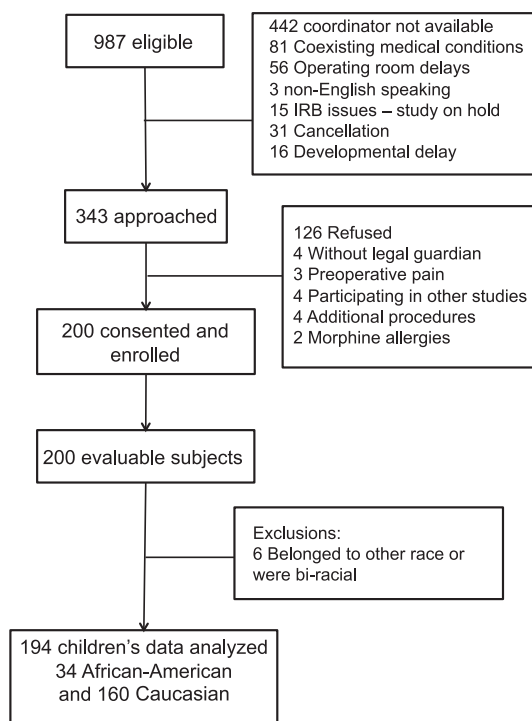 987 eligible
442 coordinator not available
81 Coexisting medical conditions
56 Operating room delays
3 non-English speaking
15 IRB issues – study on hold
31 Cancellation
16 Developmental delay
343 approached
126 Refused
4 Without legal guardian
3 Preoperative pain
4 Participating in other studies
4 Additional procedures
2 Morphine allergies
200 consented and
enrolled
200 evaluable subjects
Exclusions:
6 Belonged to other race or
were bi-racial
194 children's data analyzed
34 African-American
and 160 Caucasian